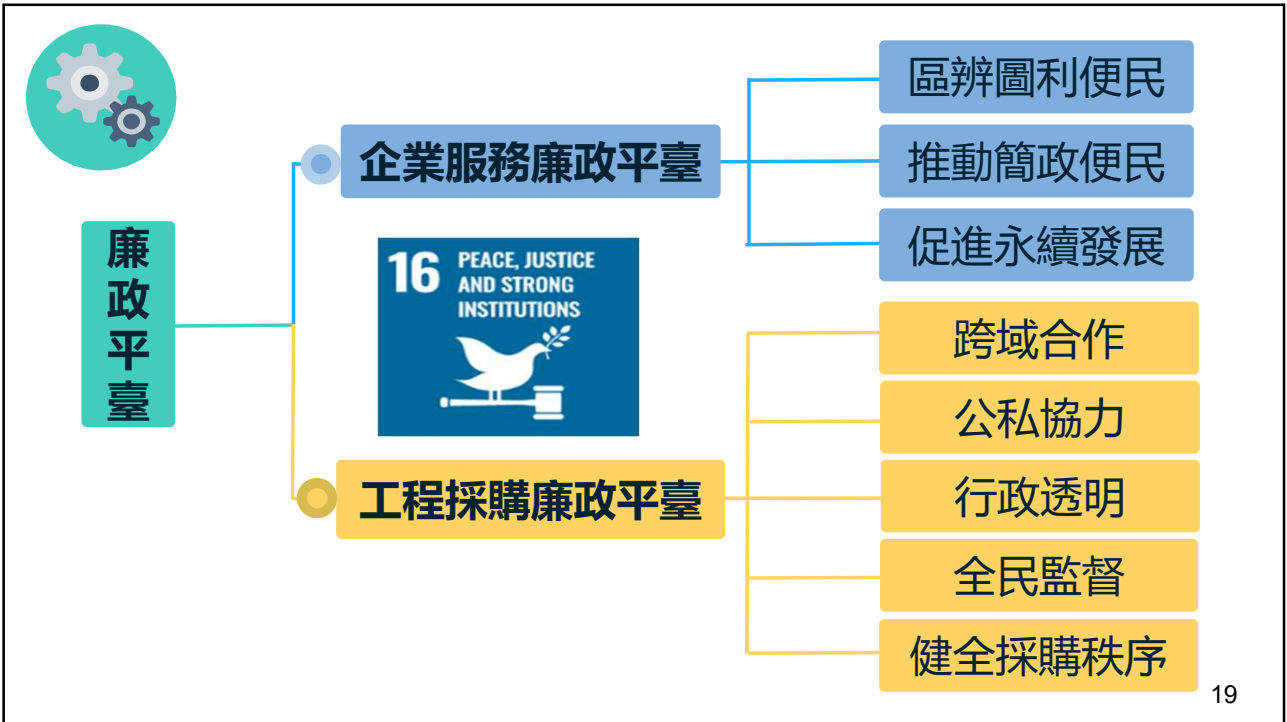 廉政平臺
企業服務廉政平臺
區辨圖利便民
推動簡政便民
促進永續發展
16 PEACE, JUSTICE
AND STRONG
INSTITUTIONS
工程採購廉政平臺
跨域合作
公私協力
行政透明
全民監督
健全採購秩序
19